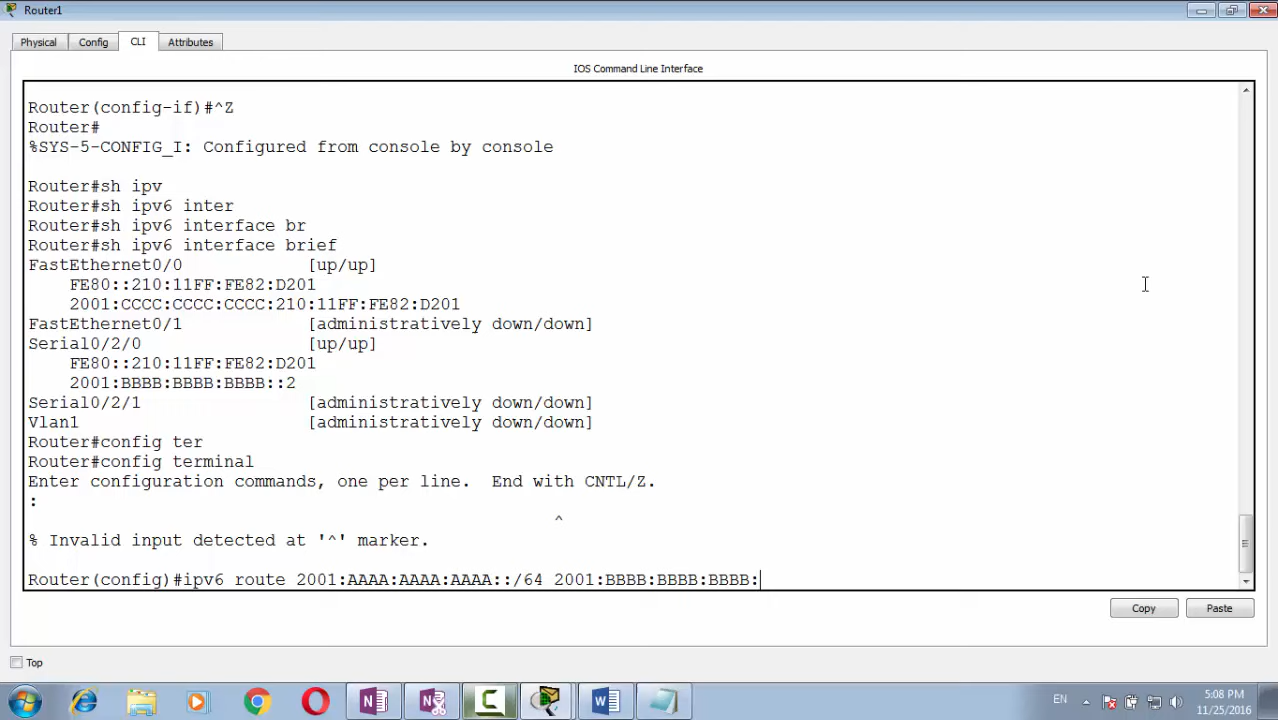 Router1
Physical Config CLI Attributes
IOS Command Line Interface
Router(config-if)#^Z
Router#
%SYS-5-CONFIG_I: Configured from console by console
Router#sh ipv
Router#sh ipv6 inter
Router#sh ipv6 interface br
Router#sh ipv6 interface brief
FastEthernet0/0 [up/up]
FE80::210:11FF:FE82:D201
2001:CCCC:CCCC:CCCC:210:11FF:FE82:D201
FastEthernet0/1 [administratively down/down]
Serial0/2/0 [up/up]
FE80::210:11FF:FE82:D201
2001:BBBB:BBBB:BBBB::2
Serial0/2/1 [administratively down/down]
Vlan1 [administratively down/down]
Router#config ter
Router#config terminal
Enter configuration commands, one per line. End with CNTL/Z.
:
^
% Invalid input detected at '^' marker.
Router(config)#ipv6 route 2001:AAAA:AAAA:AAAA::/64 2001:BBBB:BBBB:BBBB:
Copy Paste
Top
EN
5:08 PM
11/25/2016